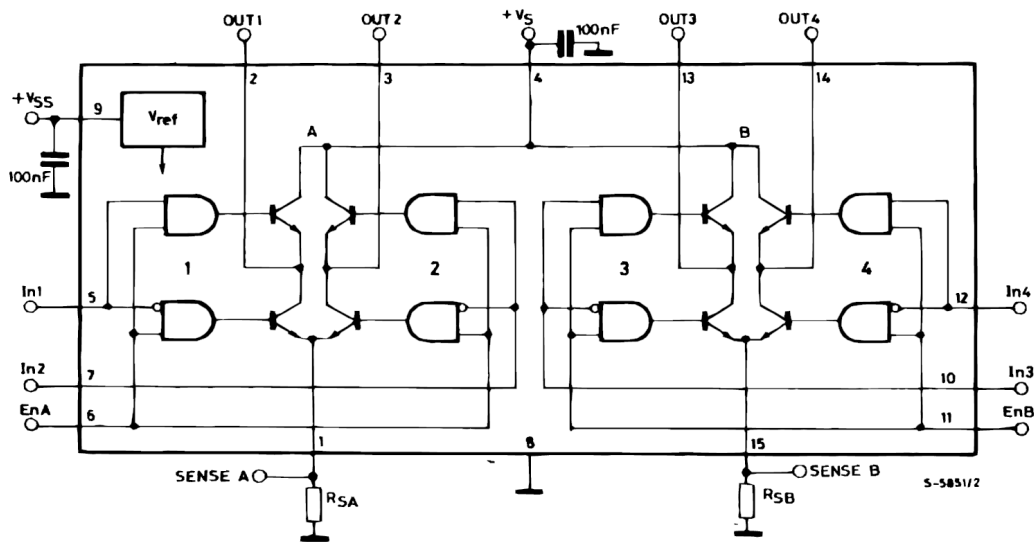 OUT1
OUT2
+VS
100nF
OUT3
OUT4
2
3
4
13
14
+VSS
9
Vref
100nF
A
B
1
2
3
4
In1
5
12
In4
In2
7
10
In3
EnA
6
11
EnB
1
8
15
SENSE A
SENSE B
RSA
RSB
S-5851/2